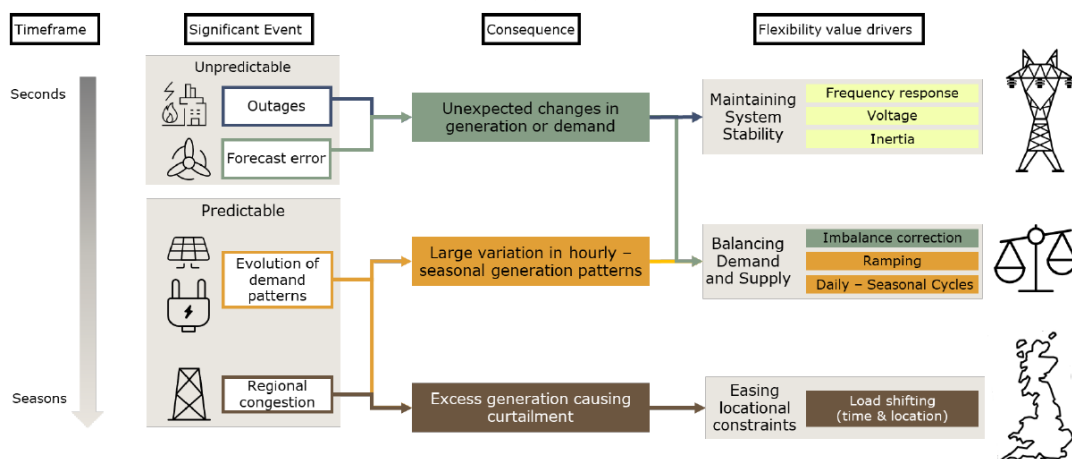 Timeframe
Significant Event
Consequence
Flexibility value drivers
Seconds
Seasons
Unpredictable
Outages
Forecast error
Predictable
Evolution of
demand
patterns
Regional
congestion
Unexpected changes in
generation or demand
Large variation in hourly –
seasonal generation patterns
Excess generation causing
curtailment
Maintaining
System
Stability
Frequency response
Voltage
Inertia
Balancing
Demand
and Supply
Imbalance correction
Ramping
Daily – Seasonal Cycles
Easing
locational
constraints
Load shifting
(time & location)